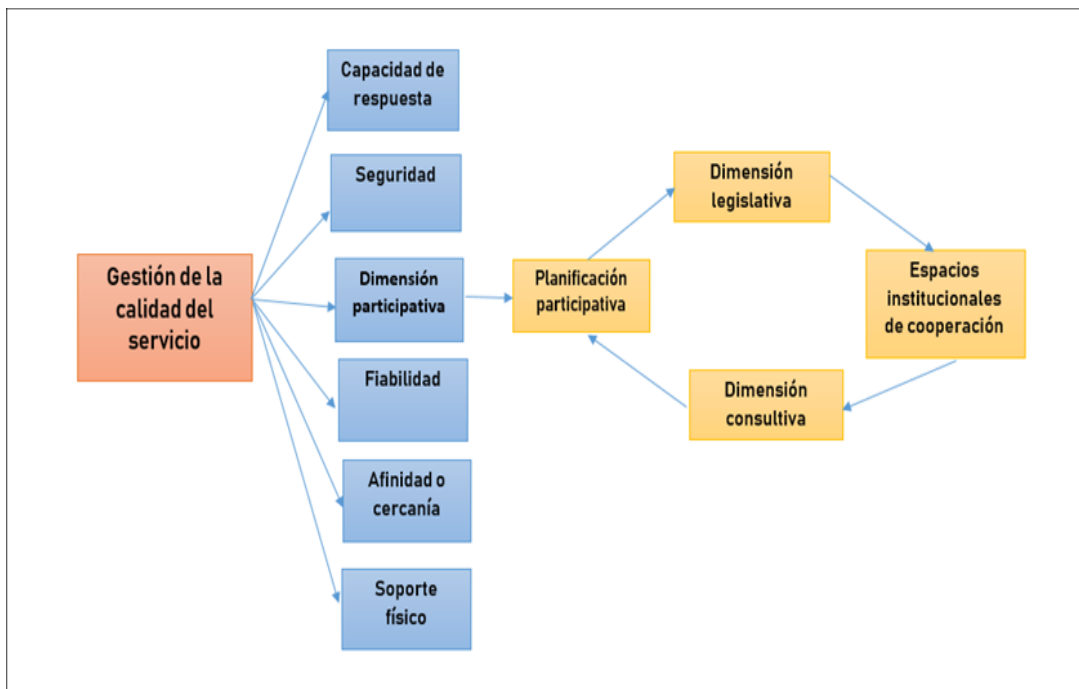 Gestión de la
calidad del
servicio
Capacidad de
respuesta
Seguridad
Dimensión
participativa
Fiabilidad
Afinidad o
cercanía
Soporte
físico
Planificación
participativa
Dimensión
legislativa
Espacios
institucionales
de cooperación
Dimensión
consultiva